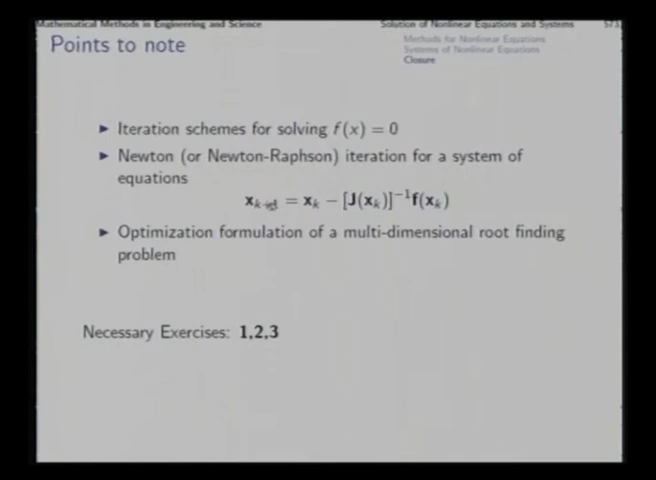 Mathematical Methods in Engineering and Science
Solution of Nonlinear Equations and Systems
573,
Points to note
Methods for Nonlinear Equations
Systems of Nonlinear Equations
Closure
► Iteration schemes for solving f(x) = 0
► Newton (or Newton-Raphson) iteration for a system of
equations
x_{k+1} = x_k − [J(x_k)]^{−1}f(x_k)
► Optimization formulation of a multi-dimensional root finding
problem
Necessary Exercises: 1,2,3